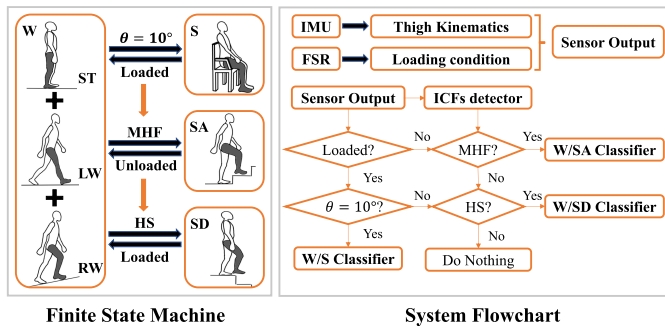 W
θ = 10°
S
Loaded
ST
+
MHF
SA
Unloaded
LW
+
HS
SD
Loaded
RW
Finite State Machine
IMU
Thigh Kinematics
Sensor Output
FSR
Loading condition
Sensor Output
ICFs detector
Loaded?
No
MHF?
Yes
W/SA Classifier
Yes
No
θ = 10°?
No
HS?
Yes
W/SD Classifier
Yes
No
W/S Classifier
Do Nothing
System Flowchart